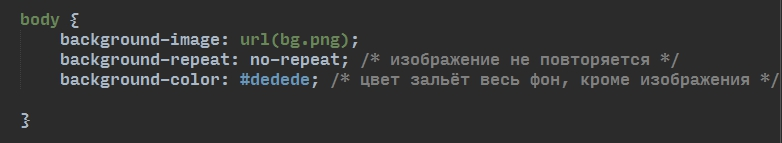 body {
background-image: url(bg.png);
background-repeat: no-repeat; /* изображение не повторяется */
background-color: #dedede; /* цвет зальёт весь фон, кроме изображения */
}